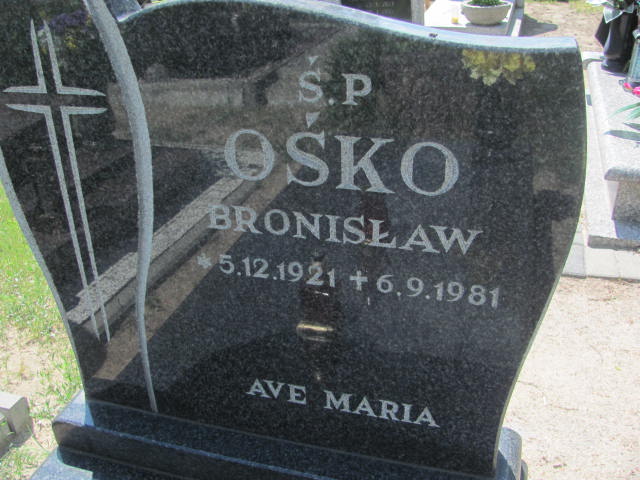 Ś.P
OŚKO
BRONISŁAW
*5.12.1921 +6.9.1981
AVE MARIA